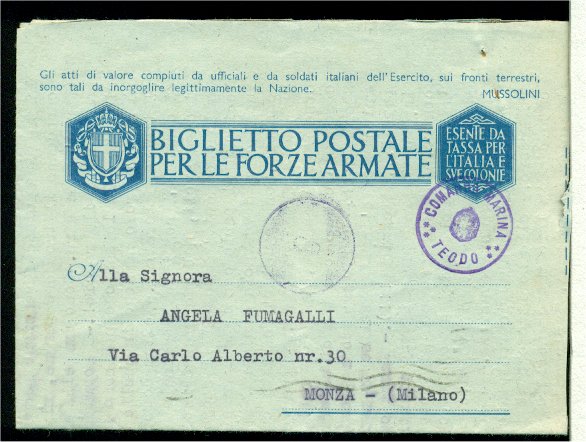 Gli atti di valore compiuti da ufficiali e da soldati italiani dell'Esercito, sui fronti terrestri,
sono tali da inorgoglire legittimamente la Nazione.
MUSSOLINI
BIGLIETTO POSTALE
PER LE FORZE ARMATE
ESENTE DA
TASSA PER
L'ITALIA E
SVE COLONIE
COMANDO MARINA
TEODO
Alla Signora
ANGELA FUMAGALLI
Via Carlo Alberto nr.30
MONZA - (Milano)